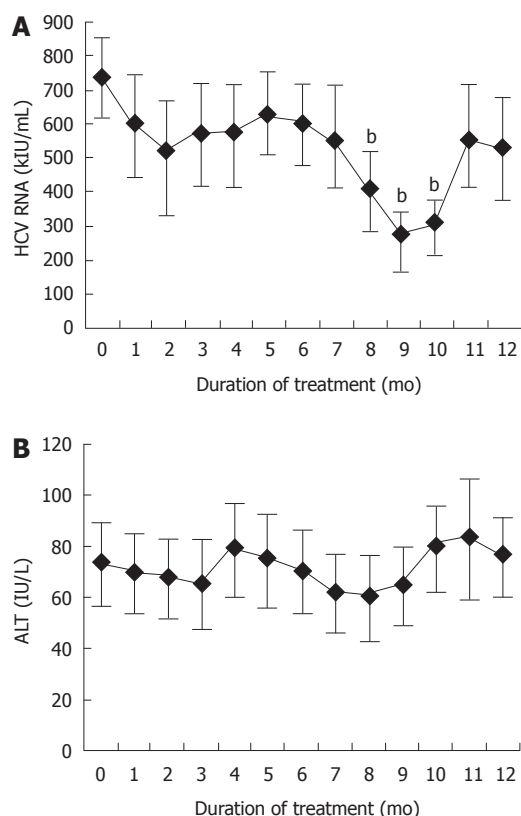 A
900
800
700
600
500
400
300
200
100
0
HCV RNA (kIU/mL)
b
b
b
0 1 2 3 4 5 6 7 8 9 10 11 12
Duration of treatment (mo)
B
120
100
80
60
40
20
0
ALT (IU/L)
0 1 2 3 4 5 6 7 8 9 10 11 12
Duration of treatment (mo)